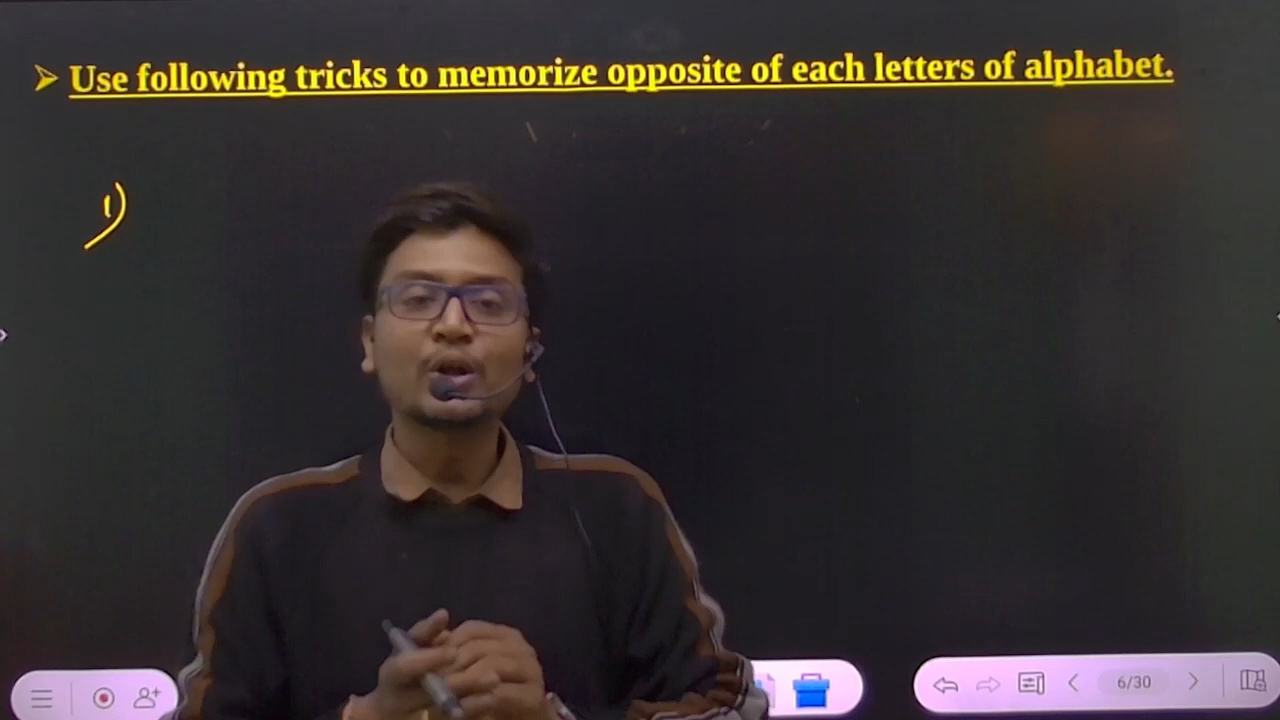 ➢ Use following tricks to memorize opposite of each letters of alphabet.
1)
6/30